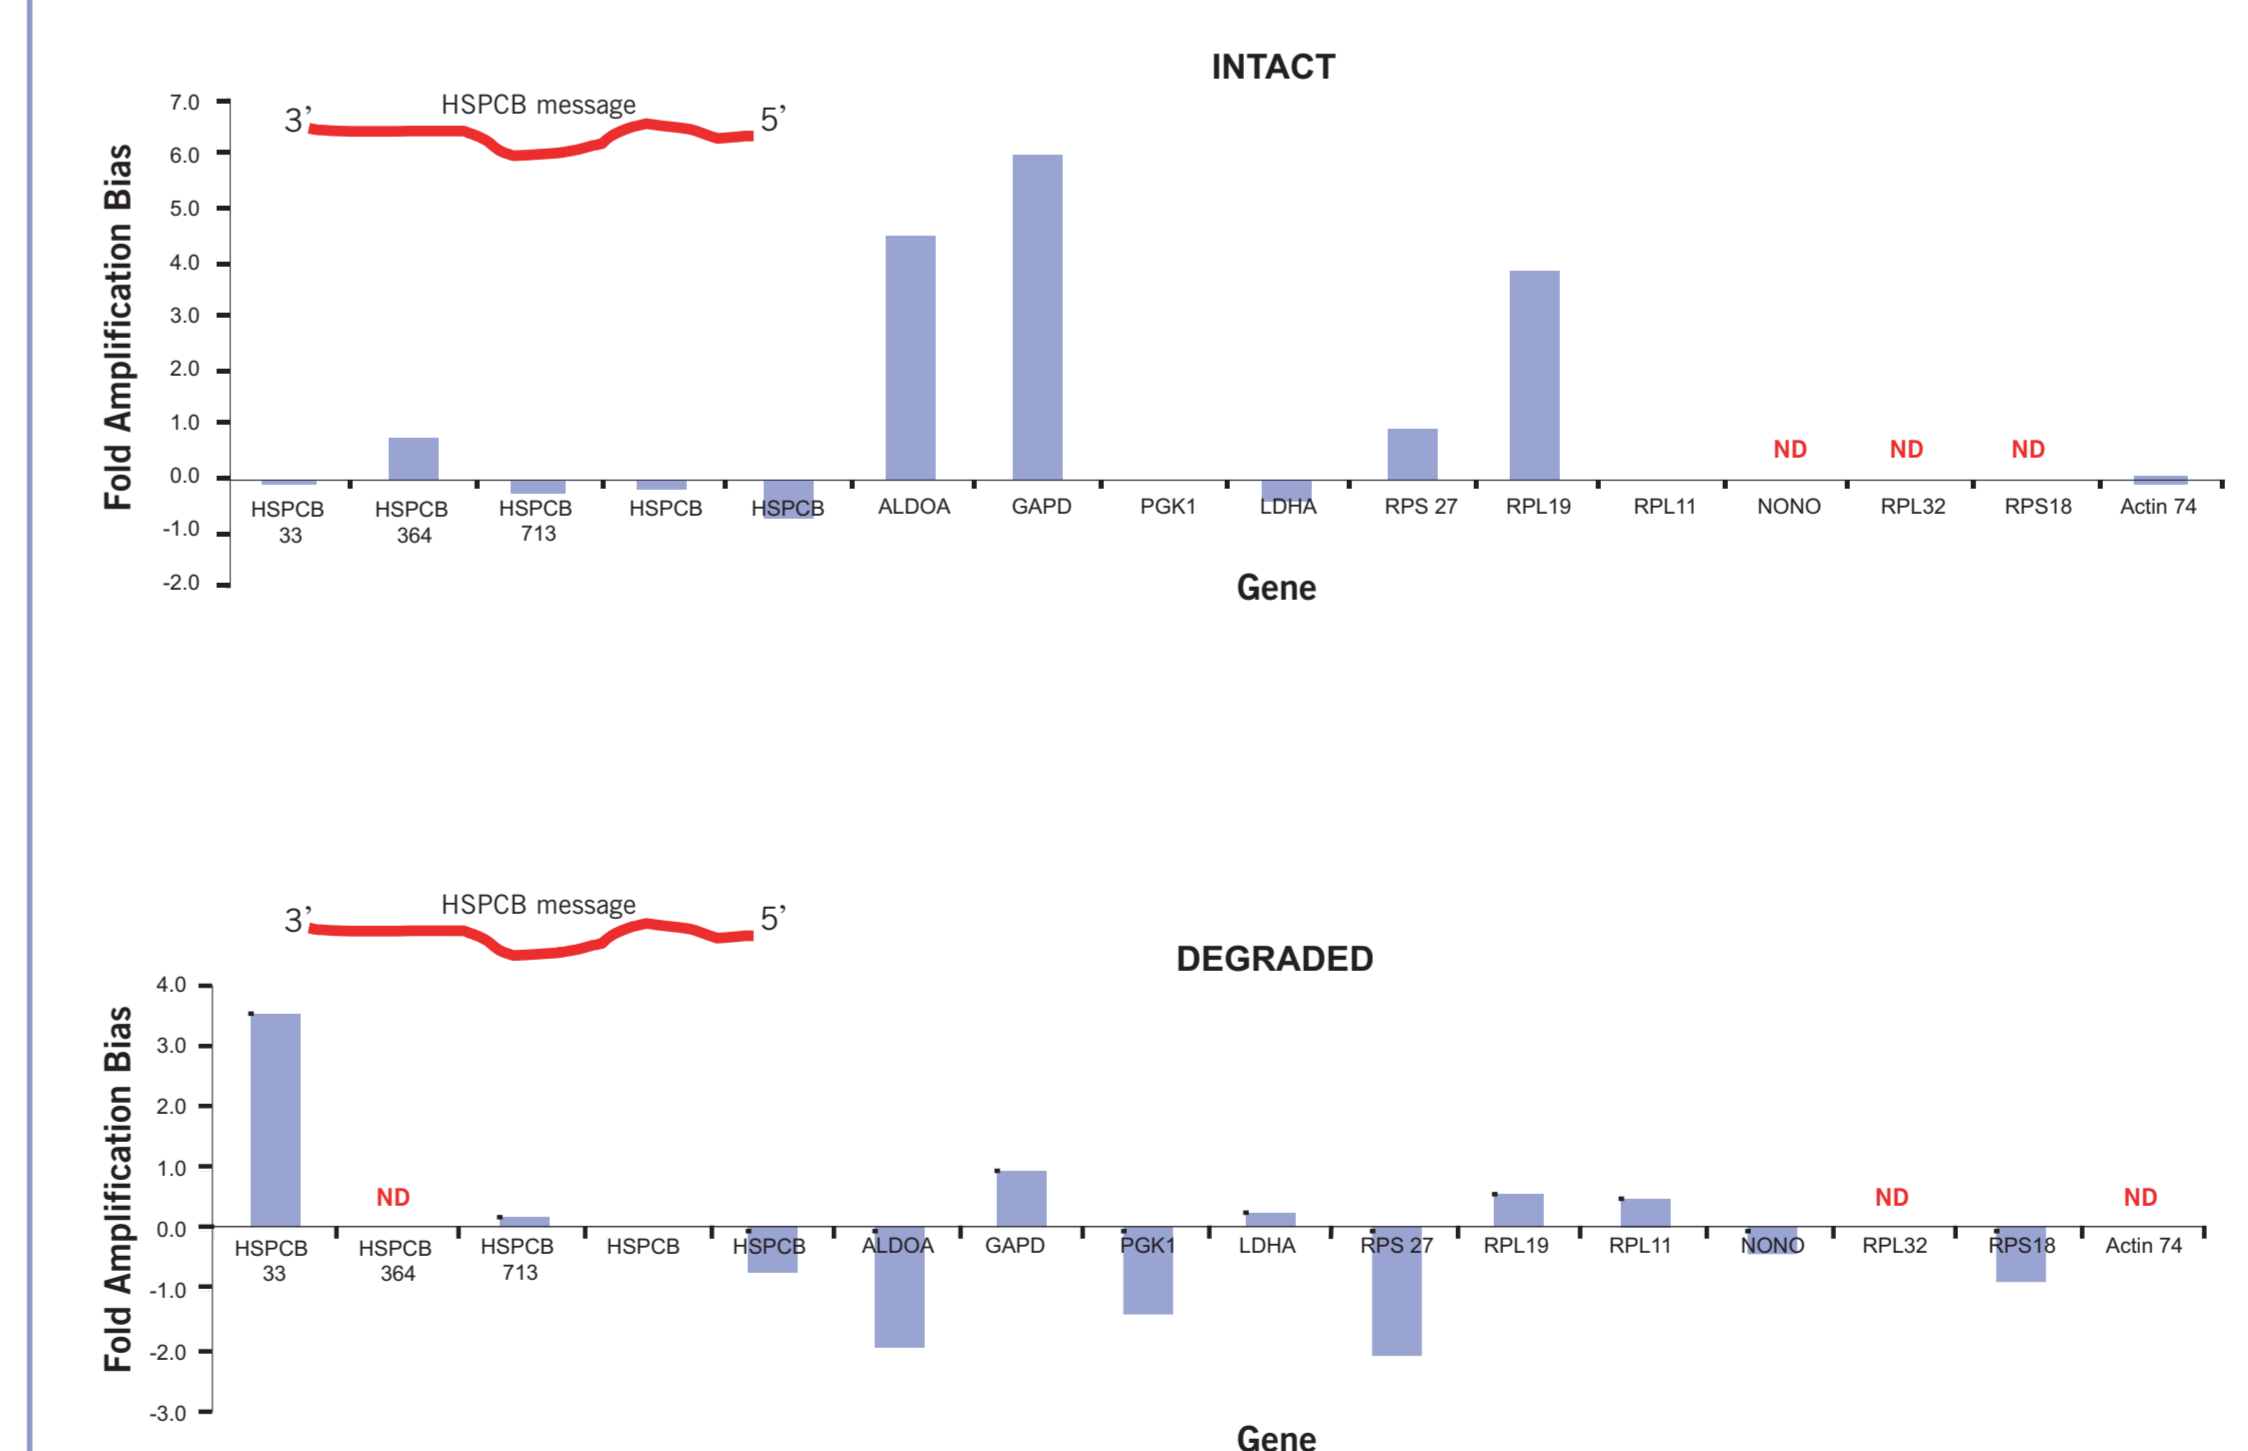 INTACT
HSPCB message
3’
5’
Fold Amplification Bias
7.0
6.0
5.0
4.0
3.0
2.0
1.0
0.0
-1.0
-2.0
ND ND ND
HSPCB 33
HSPCB 364
HSPCB 713
HSPCB
HSPCB
ALDOA
GAPD
PGK1
LDHA
RPS 27
RPL19
RPL11
NONO
RPL32
RPS18
Actin 74
Gene
HSPCB message
3’
5’
DEGRADED
Fold Amplification Bias
4.0
3.0
2.0
1.0
0.0
-1.0
-2.0
-3.0
ND ND ND
HSPCB 33
HSPCB 364
HSPCB 713
HSPCB
HSPCB
ALDOA
GAPD
PGK1
LDHA
RPS 27
RPL19
RPL11
NONO
RPL32
RPS18
Actin 74
Gene